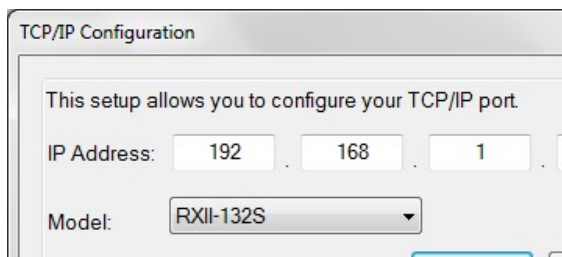 TCP/IP Configuration
This setup allows you to configure your TCP/IP port.
IP Address: 192 . 168 . 1 .
Model: RXII-132S